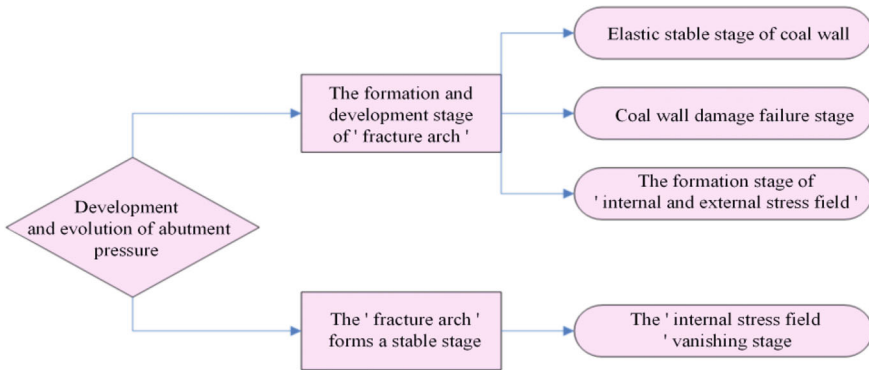 Elastic stable stage of coal wall
The formation and
development stage
of ' fracture arch '
Coal wall damage failure stage
The formation stage of
' internal and external stress field '
Development
and evolution of abutment
pressure
The ' fracture arch '
forms a stable stage
The ' internal stress field
' vanishing stage